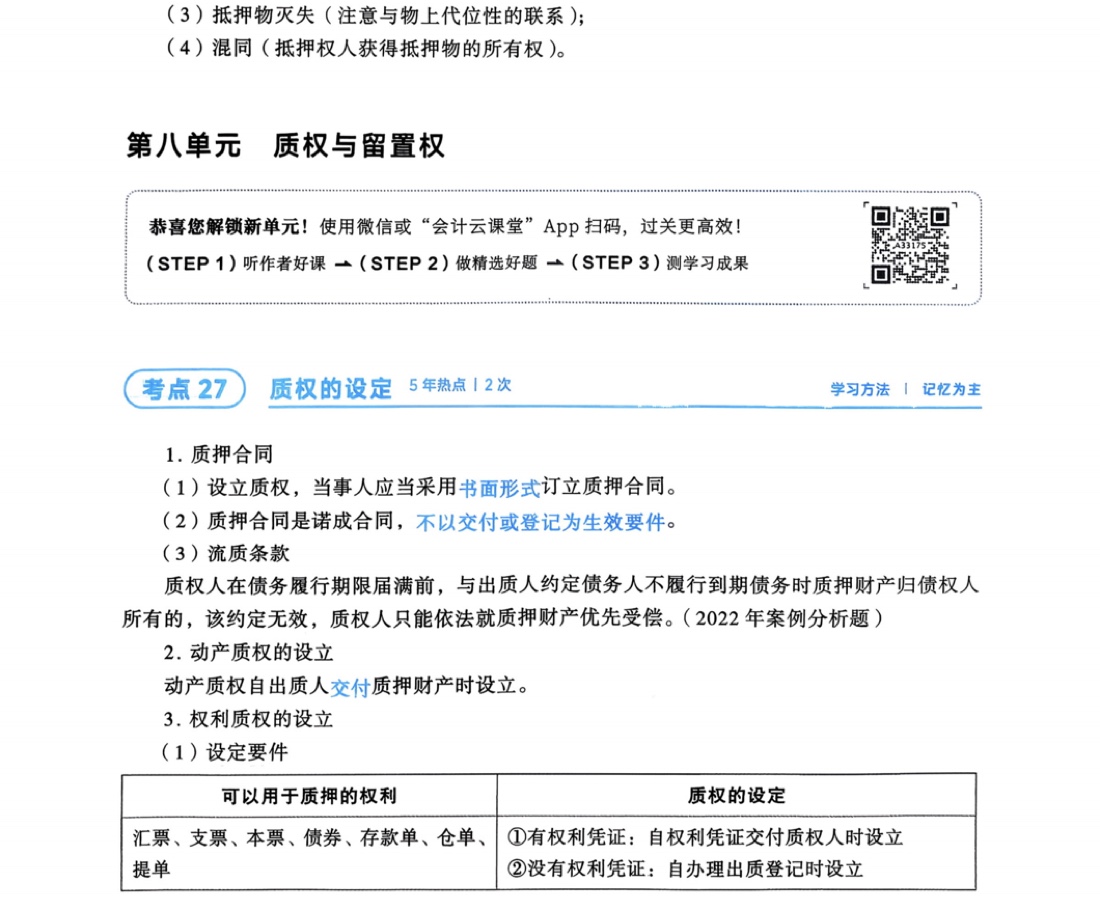 （3）抵押物灭失（注意与物上代位性的联系）；
（4）混同（抵押权人获得抵押物的所有权）。
第八单元 质权与留置权
恭喜您解锁新单元！使用微信或“会计云课堂”App 扫码，过关更高效！
（STEP 1）听作者好课 → （STEP 2）做精选好题 → （STEP 3）测学习成果
A33175
考点 27 质权的设定 5 年热点 | 2 次 学习方法 | 记忆为主
1. 质押合同
（1）设立质权，当事人应当采用书面形式订立质押合同。
（2）质押合同是诺成合同，不以交付或登记为生效要件。
（3）流质条款
质权人在债务履行期限届满前，与出质人约定债务人不履行到期债务时质押财产归债权人
所有的，该约定无效，质权人只能依法就质押财产优先受偿。（2022 年案例分析题）
2. 动产质权的设立
动产质权自出质人交付质押财产时设立。
3. 权利质权的设立
（1）设定要件
可以用于质押的权利 质权的设定
汇票、支票、本票、债券、存款单、仓单、
提单
①有权利凭证：自权利凭证交付质权人时设立
②没有权利凭证：自办理出质登记时设立